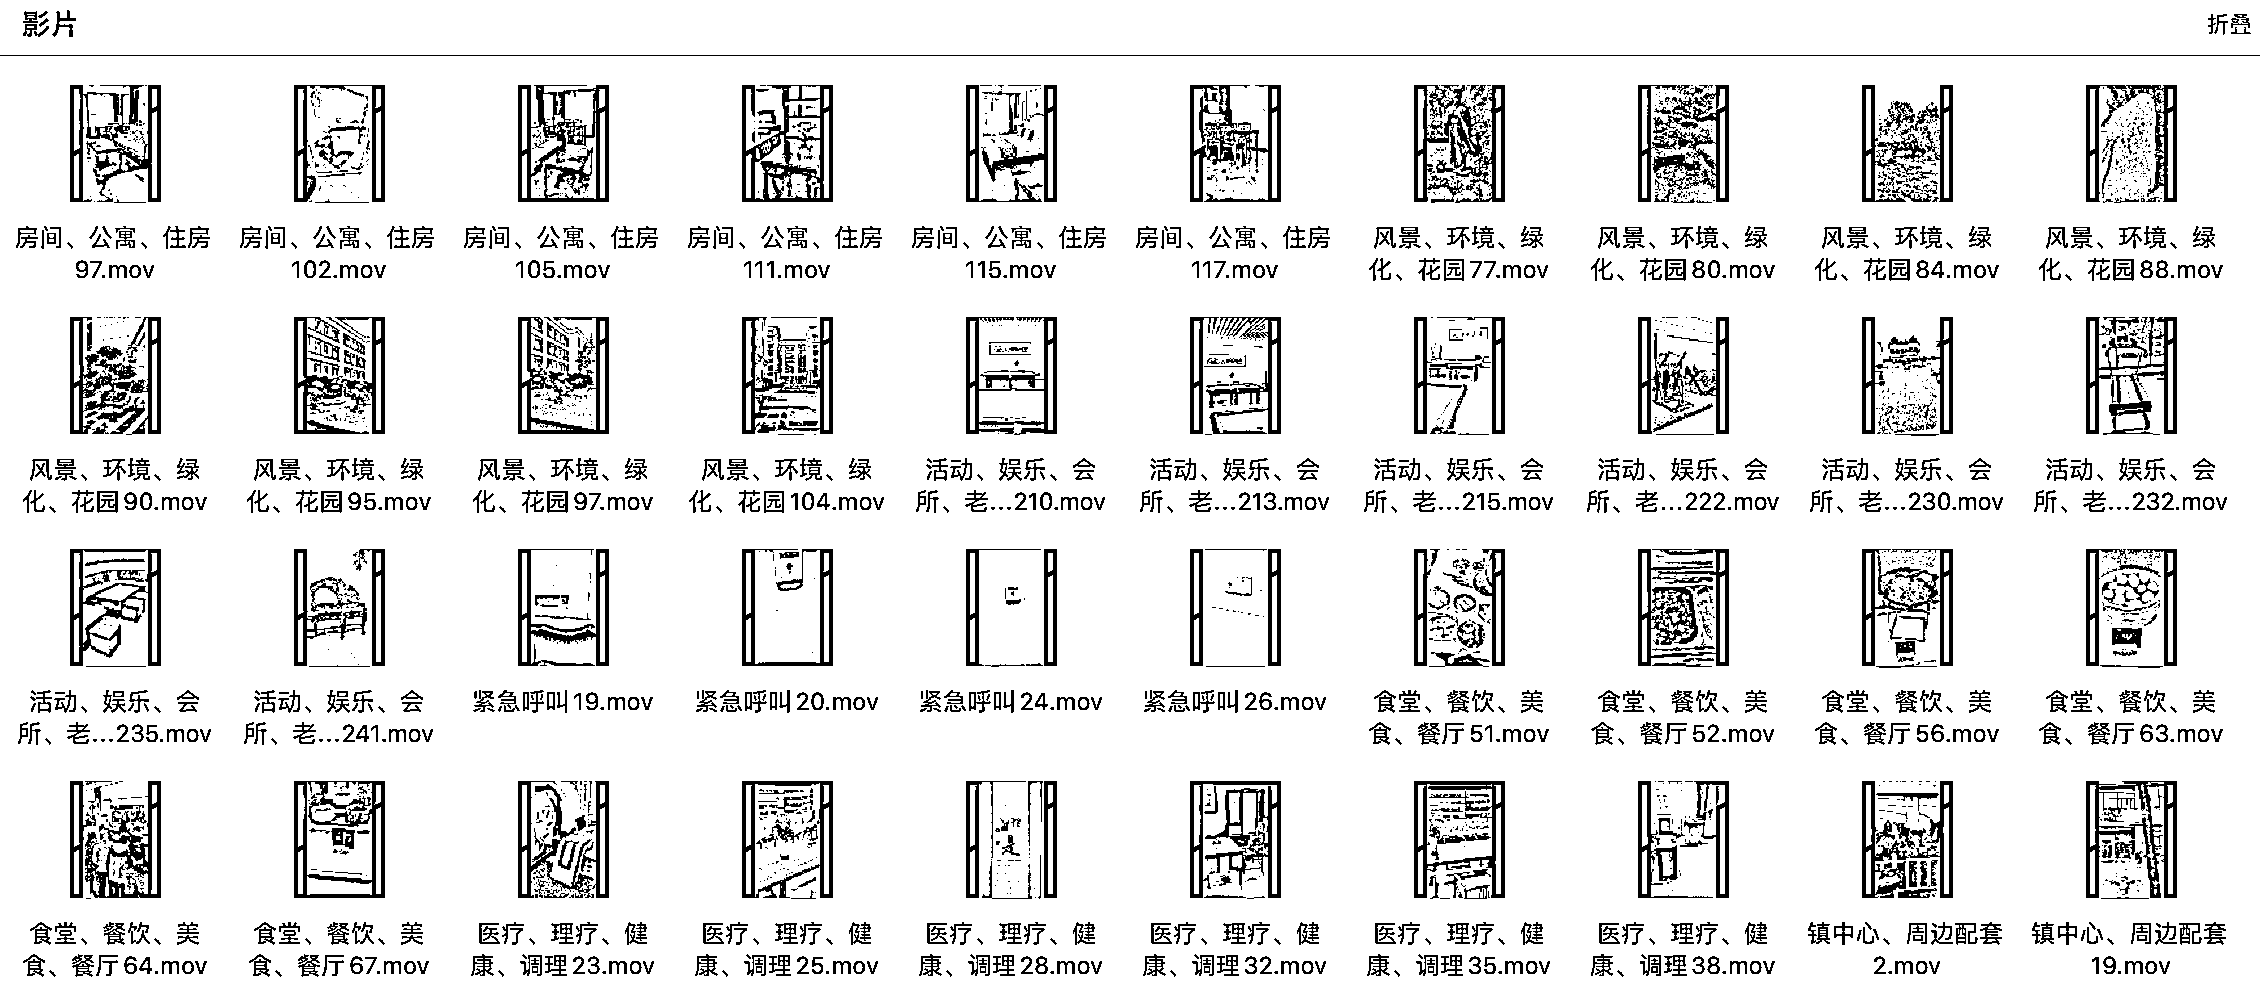 影片 折叠
房间、公寓、住房 房间、公寓、住房 房间、公寓、住房 房间、公寓、住房 房间、公寓、住房 房间、公寓、住房 风景、环境、绿 风景、环境、绿 风景、环境、绿 风景、环境、绿
97.mov 102.mov 105.mov 111.mov 115.mov 117.mov 化、花园77.mov 化、花园80.mov 化、花园84.mov 化、花园88.mov
风景、环境、绿 风景、环境、绿 风景、环境、绿 风景、环境、绿 活动、娱乐、会 活动、娱乐、会 活动、娱乐、会 活动、娱乐、会 活动、娱乐、会 活动、娱乐、会
化、花园90.mov 化、花园95.mov 化、花园97.mov 化、花园104.mov 所、老...210.mov 所、老...213.mov 所、老...215.mov 所、老...222.mov 所、老...230.mov 所、老...232.mov
活动、娱乐、会 活动、娱乐、会 紧急呼叫19.mov 紧急呼叫20.mov 紧急呼叫24.mov 紧急呼叫26.mov 食堂、餐饮、美 食堂、餐饮、美 食堂、餐饮、美 食堂、餐饮、美
所、老...235.mov 所、老...241.mov 食、餐厅51.mov 食、餐厅52.mov 食、餐厅56.mov 食、餐厅63.mov
食堂、餐饮、美 食堂、餐饮、美 医疗、理疗、健 医疗、理疗、健 医疗、理疗、健 医疗、理疗、健 医疗、理疗、健 医疗、理疗、健 镇中心、周边配套 镇中心、周边配套
食、餐厅64.mov 食、餐厅67.mov 康、调理23.mov 康、调理25.mov 康、调理28.mov 康、调理32.mov 康、调理35.mov 康、调理38.mov 2.mov 19.mov